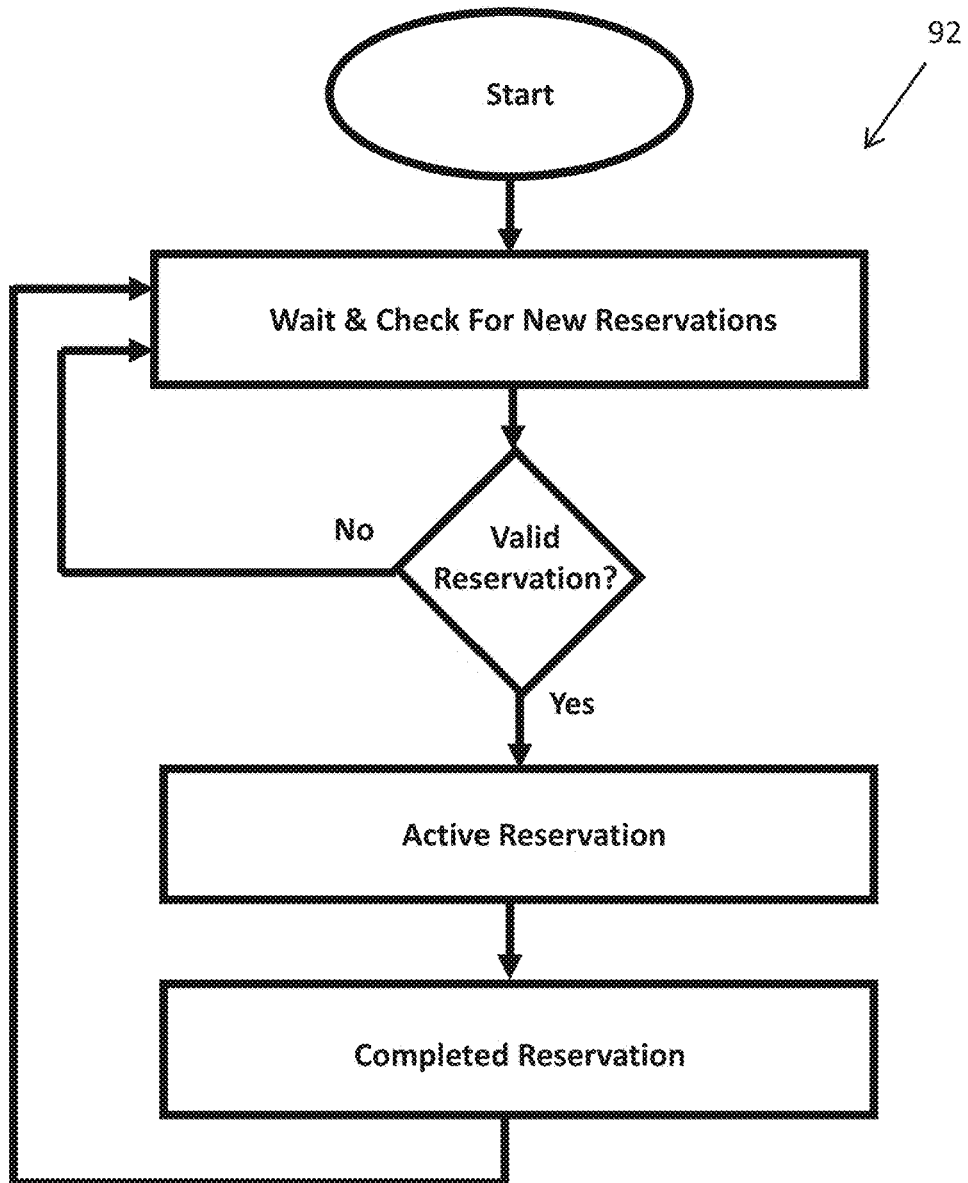 92
Start
Wait & Check For New Reservations
No
Valid
Reservation?
Yes
Active Reservation
Completed Reservation